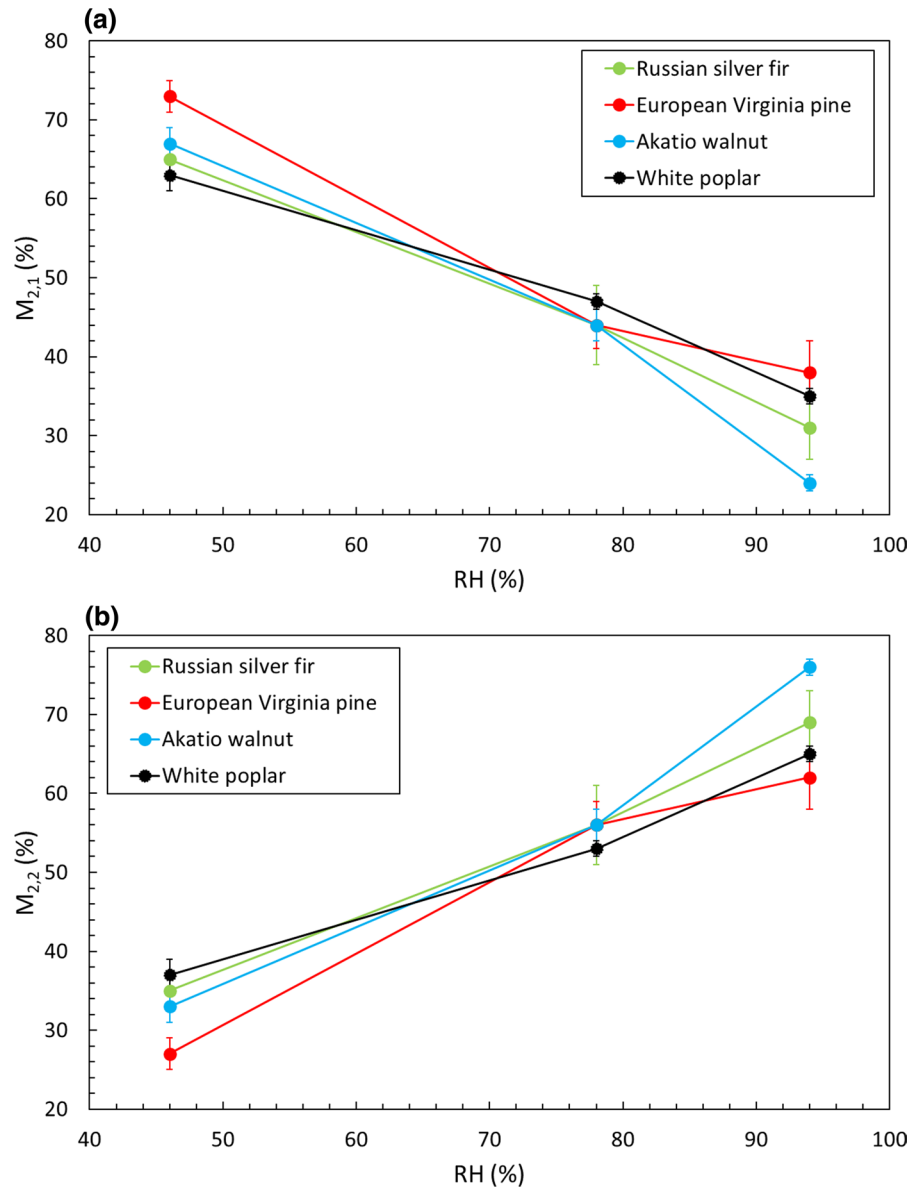 (a)
80
70
60
50
40
30
20
M2,1 (%)
Russian silver fir
European Virginia pine
Akatio walnut
White poplar
40 50 60 70 80 90 100
RH (%)
(b)
80
70
60
50
40
30
20
M2,2 (%)
Russian silver fir
European Virginia pine
Akatio walnut
White poplar
40 50 60 70 80 90 100
RH (%)